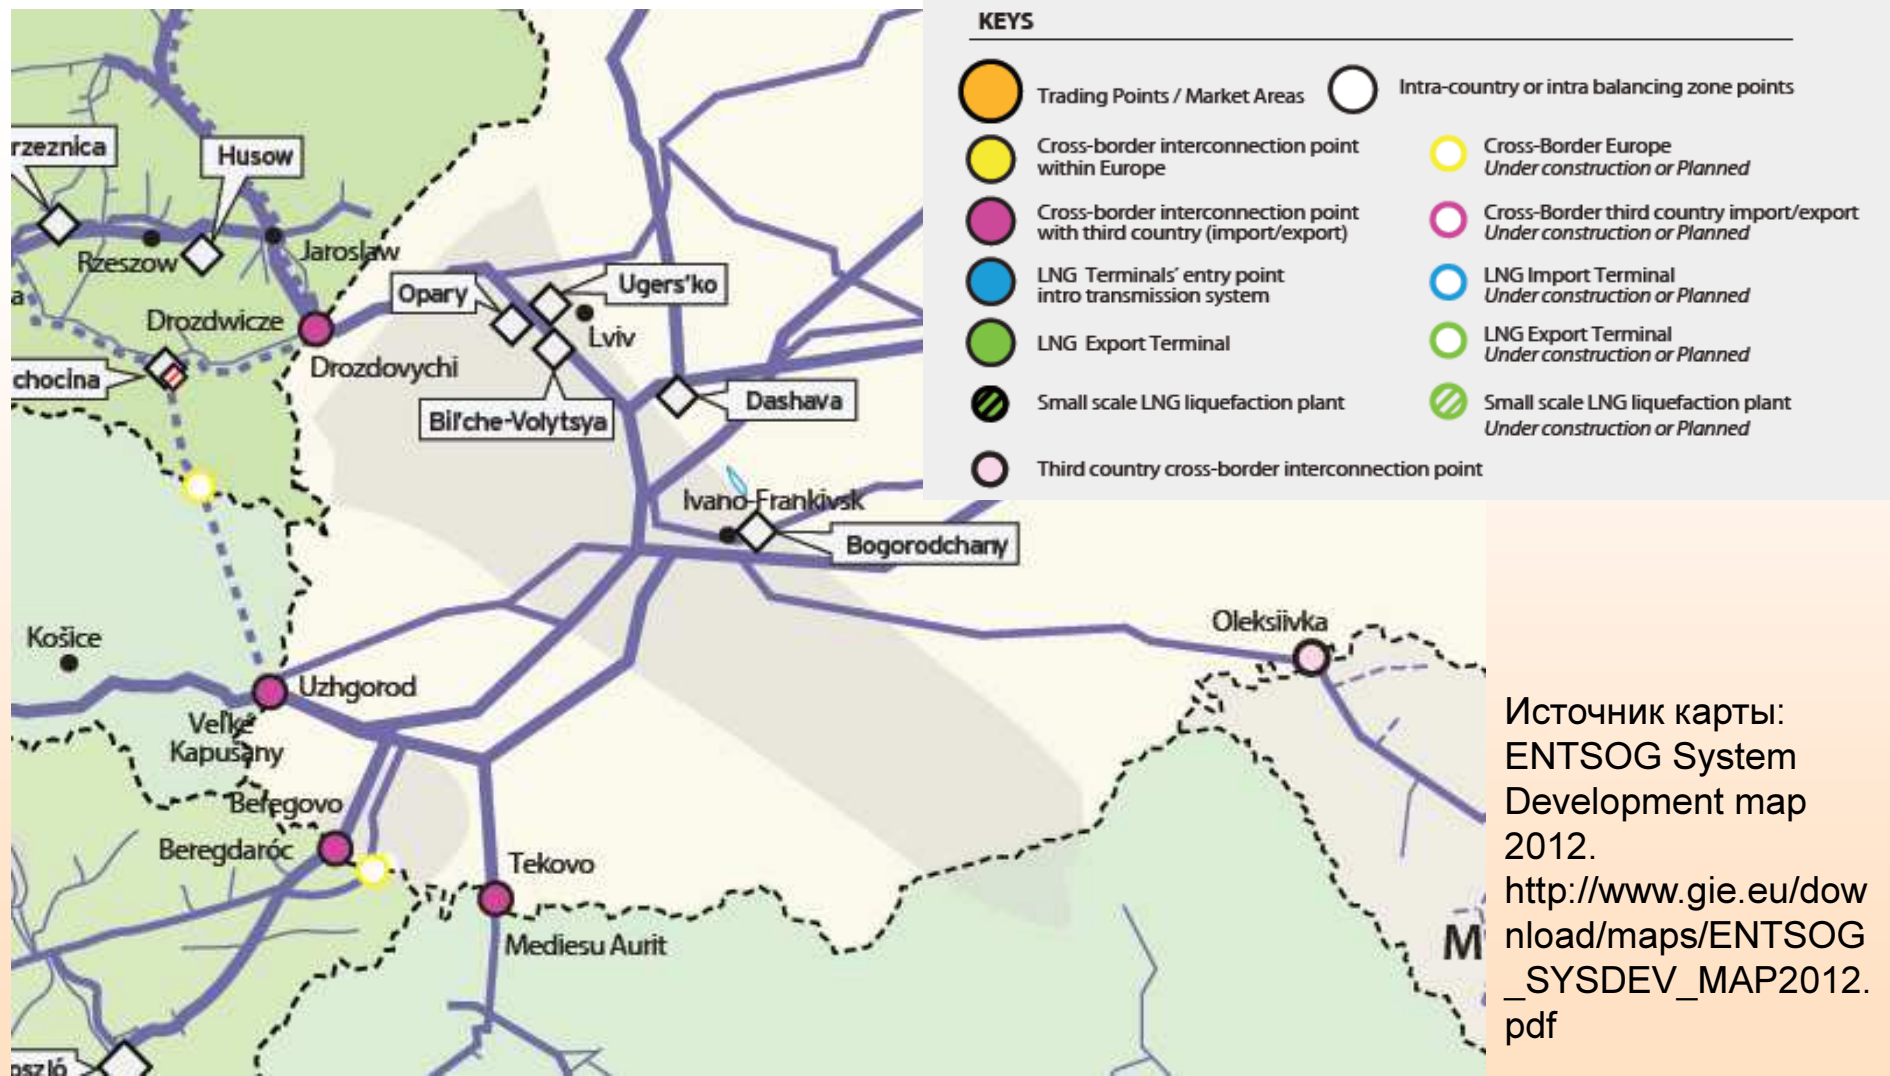 KEYS
Trading Points / Market Areas
Intra-country or intra balancing zone points
Cross-border interconnection point
within Europe
Cross-Border Europe
Under construction or Planned
Cross-border interconnection point
with third country (import/export)
Cross-Border third country import/export
Under construction or Planned
LNG Terminals' entry point
intro transmission system
LNG Import Terminal
Under construction or Planned
LNG Export Terminal
LNG Export Terminal
Under construction or Planned
Small scale LNG liquefaction plant
Small scale LNG liquefaction plant
Under construction or Planned
Third country cross-border interconnection point
rzeznica
Husow
Rzeszow
Jaroslaw
a
Drozdwicze
Drozdovychi
chocina
Opary
Ugers'ko
Lviv
Bil'che-Volytsya
Dashava
Ivano-Frankivsk
Bogorodchany
Oleksiivka
Košice
Uzhgorod
Veľké
Kapušany
Beregovo
Beregdaróc
Tekovo
Mediesu Aurit
M
oszló
Источник карты:
ENTSOG System
Development map
2012.
http://www.gie.eu/dow
nload/maps/ENTSOG
_SYSDEV_MAP2012.
pdf